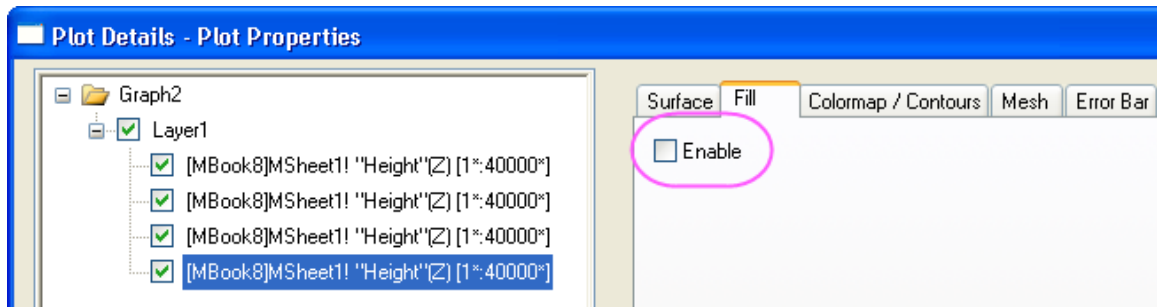 Plot Details - Plot Properties
Graph2
Layer1
[MBook8]MSheet1! "Height"(Z) [1*:40000*]
[MBook8]MSheet1! "Height"(Z) [1*:40000*]
[MBook8]MSheet1! "Height"(Z) [1*:40000*]
[MBook8]MSheet1! "Height"(Z) [1*:40000*]
Surface Fill Colormap / Contours Mesh Error Bar
Enable